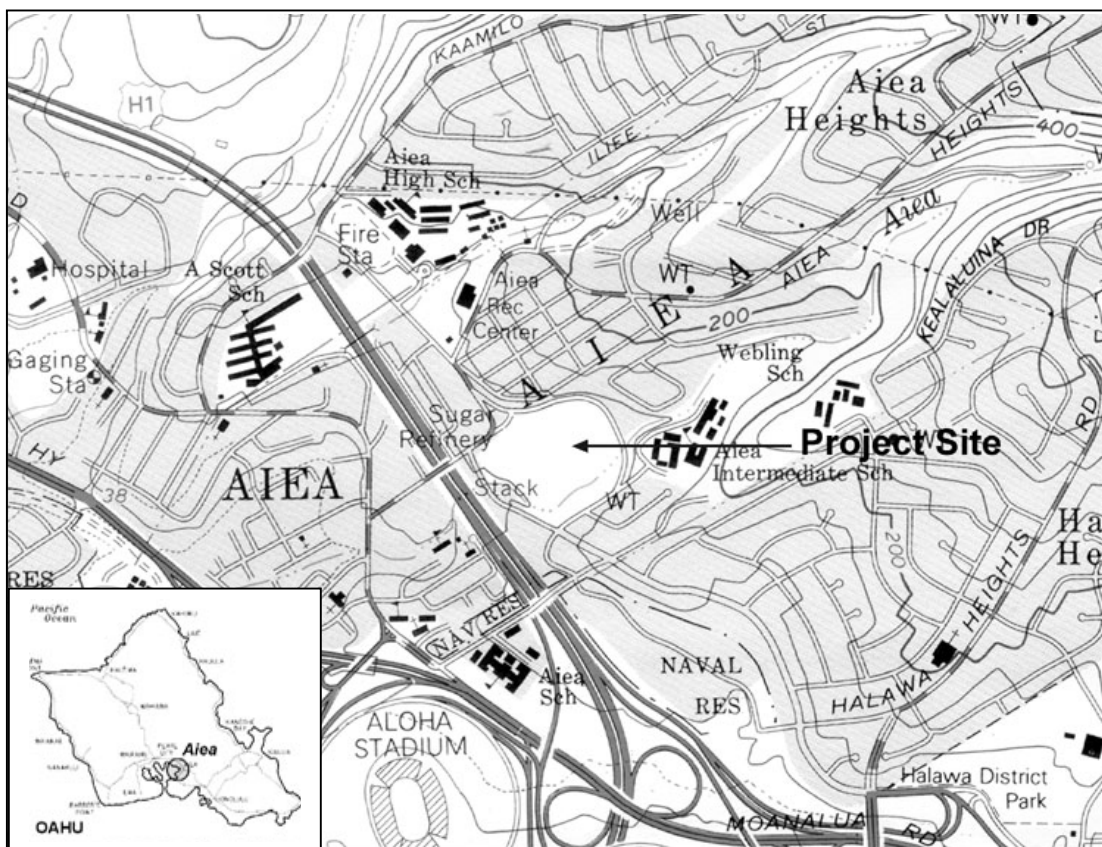 WT
KAAMILO
ST
H1
Aiea
Heights
HEIGHTS
400
ILIEE
Aiea
High Sch
Well
Aiea
DR
Fire
Sta
Hospital
A Scott
Sch
WT
AIEA
KEALALUINA
Aiea
Rec
Center
AIEA
200
Webling
Sch
Gaging
Sta
RD
Sugar
Refinery
Project Site
AIEA
Stack
Aiea
Intermediate Sch
HY
38
WT
200
HEIGHTS
RES
NAV RES
NAVAL
RES
Aiea
Sch
HALAWA
ALOHA
STADIUM
Halawa District
Park
MOANALUA
RD
Pacific
Ocean
Aiea
OAHU